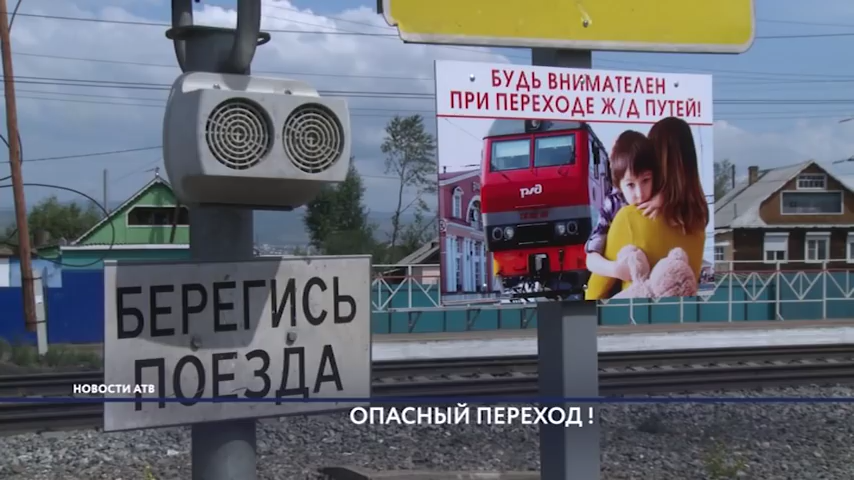 БУДЬ ВНИМАТЕЛЕН
ПРИ ПЕРЕХОДЕ Ж/Д ПУТЕЙ!
РЖД
БЕРЕГИСЬ
ПОЕЗДА
НОВОСТИ АТВ
ОПАСНЫЙ ПЕРЕХОД !